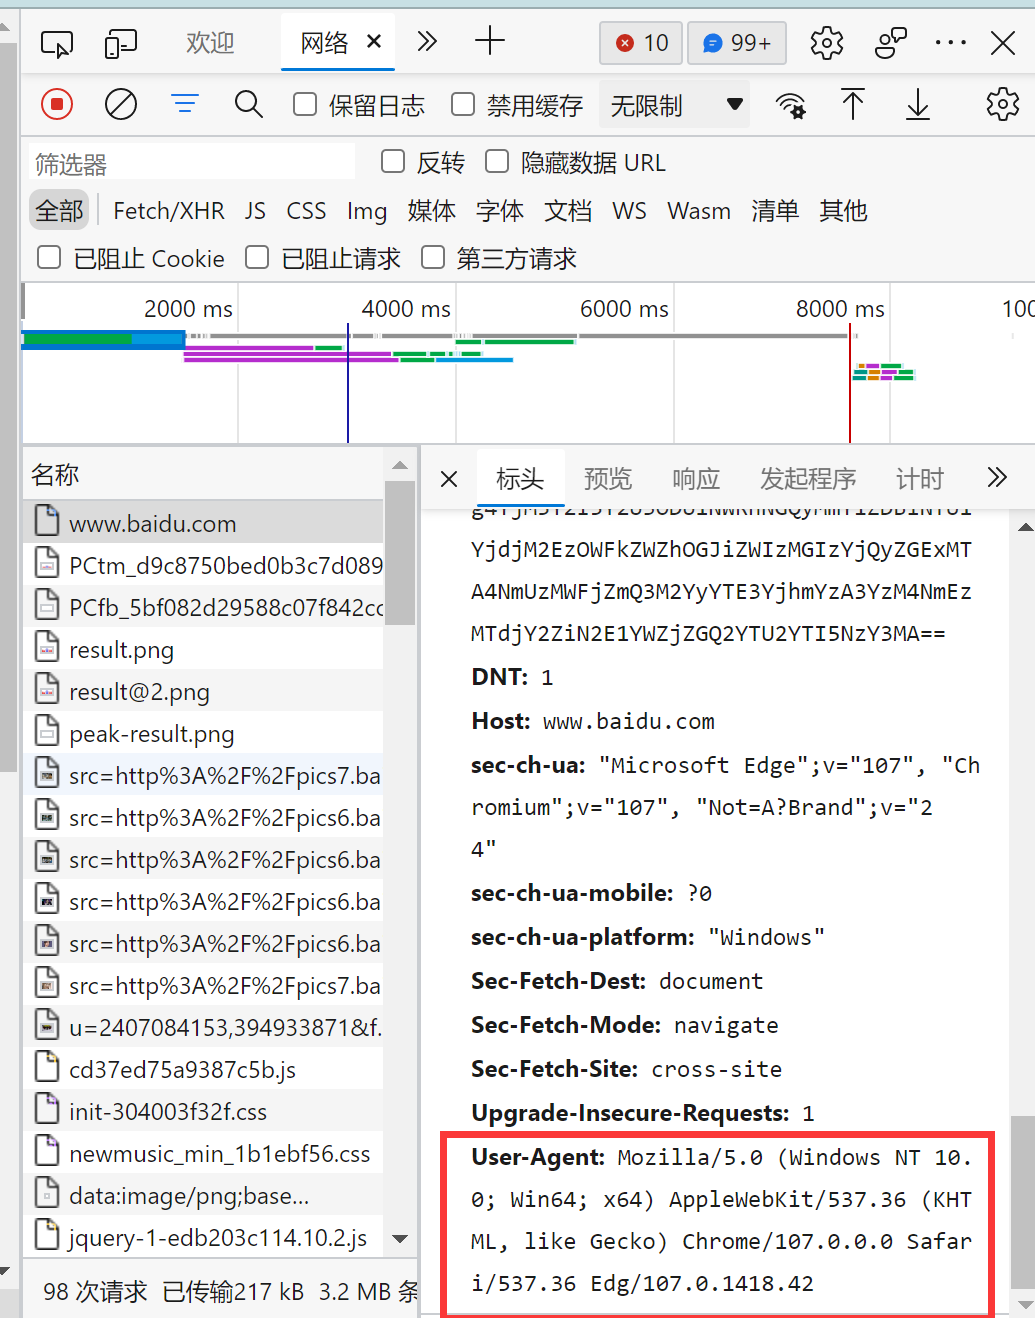 欢迎 网络 10 99+
保留日志 禁用缓存 无限制
筛选器 反转 隐藏数据 URL
全部 Fetch/XHR JS CSS Img 媒体 字体 文档 WS Wasm 清单 其他
已阻止 Cookie 已阻止请求 第三方请求
2000 ms 4000 ms 6000 ms 8000 ms 100
名称
www.baidu.com
PCtm_d9c8750bed0b3c7d089
PCfb_5bf082d29588c07f842cc
result.png
result@2.png
peak-result.png
src=http%3A%2F%2Fpics7.ba
src=http%3A%2F%2Fpics6.ba
src=http%3A%2F%2Fpics6.ba
src=http%3A%2F%2Fpics6.ba
src=http%3A%2F%2Fpics6.ba
src=http%3A%2F%2Fpics7.ba
u=2407084153,394933871&f.
cd37ed75a9387c5b.js
init-304003f32f.css
newmusic_min_1b1ebf56.css
data:image/png;base...
jquery-1-edb203c114.10.2.js
98 次请求 已传输217 kB 3.2 MB 条
标头 预览 响应 发起程序 计时
YjdjM2EzOWFkZWZhOGJiZWIzMGIzYjQyZGExMT
A4NmUzMWFjZmQ3M2YyYTE3YjhmYzA3YzM4NmEz
MTdjY2ZiN2E1YWZjZGQ2YTU2YTI5NzY3MA==
DNT: 1
Host: www.baidu.com
sec-ch-ua: "Microsoft Edge";v="107", "Ch
romium";v="107", "Not=A?Brand";v="2
4"
sec-ch-ua-mobile: ?0
sec-ch-ua-platform: "Windows"
Sec-Fetch-Dest: document
Sec-Fetch-Mode: navigate
Sec-Fetch-Site: cross-site
Upgrade-Insecure-Requests: 1
User-Agent: Mozilla/5.0 (Windows NT 10.
0; Win64; x64) AppleWebKit/537.36 (KHT
ML, like Gecko) Chrome/107.0.0.0 Safar
i/537.36 Edg/107.0.1418.42